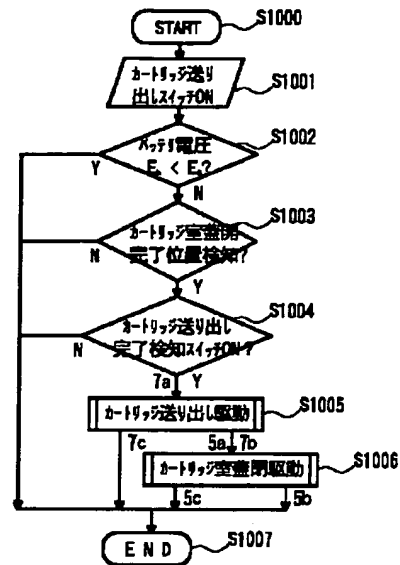 START
S1000
カートリッジ送り
出しスイッチON
S1001
バッテリ電圧
S1002
Y
N
カートリッジ室蓋開
完了位置検知?
S1003
N
Y
カートリッジ送り出し
完了検知スイッチON?
S1004
N
7a
Y
カートリッジ送り出し駆動
S1005
7c
5a
7b
カートリッジ室蓋閉駆動
S1006
5c
5b
END
S1007